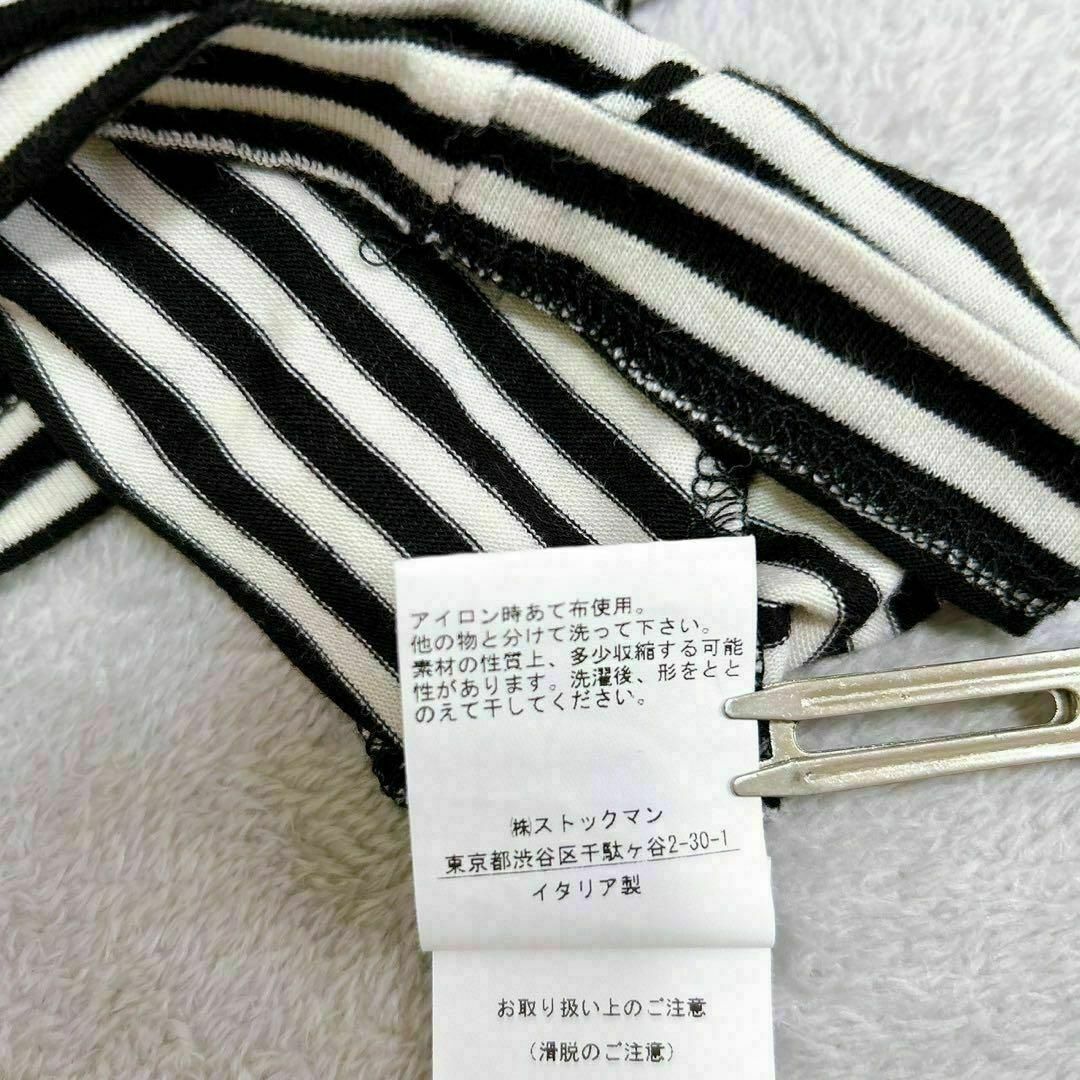 アイロン時あて布使用。
他の物と分けて洗って下さい。
素材の性質上、多少収縮する可能
性があります。洗濯後、形をとと
のえて干してください。
㈱ストックマン
東京都渋谷区千駄ヶ谷2-30-1
イタリア製
お取り扱い上のご注意
(滑脱のご注意)